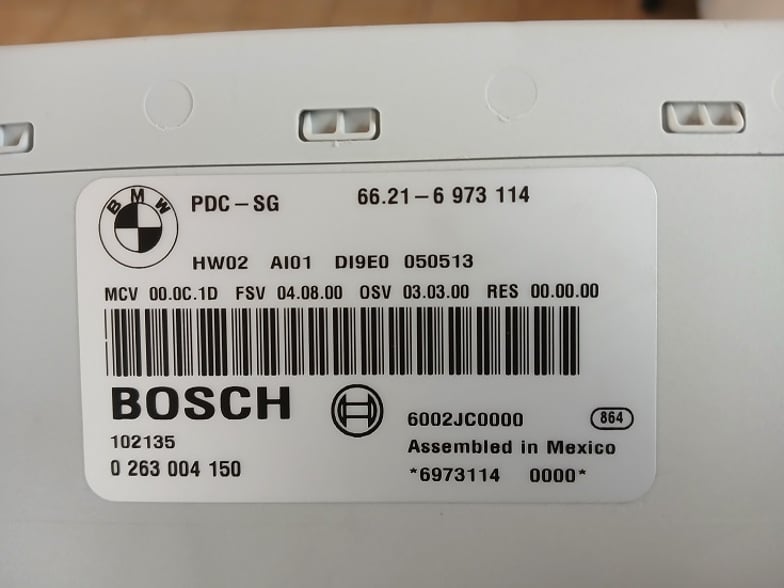 BMW
PDC-SG 66.21-6 973 114
HW02 AI01 DI9E0 050513
MCV 00.0C.1D FSV 04.08.00 OSV 03.03.00 RES 00.00.00
BOSCH
6002JC0000 864
102135 Assembled in Mexico
0 263 004 150 *6973114 0000*